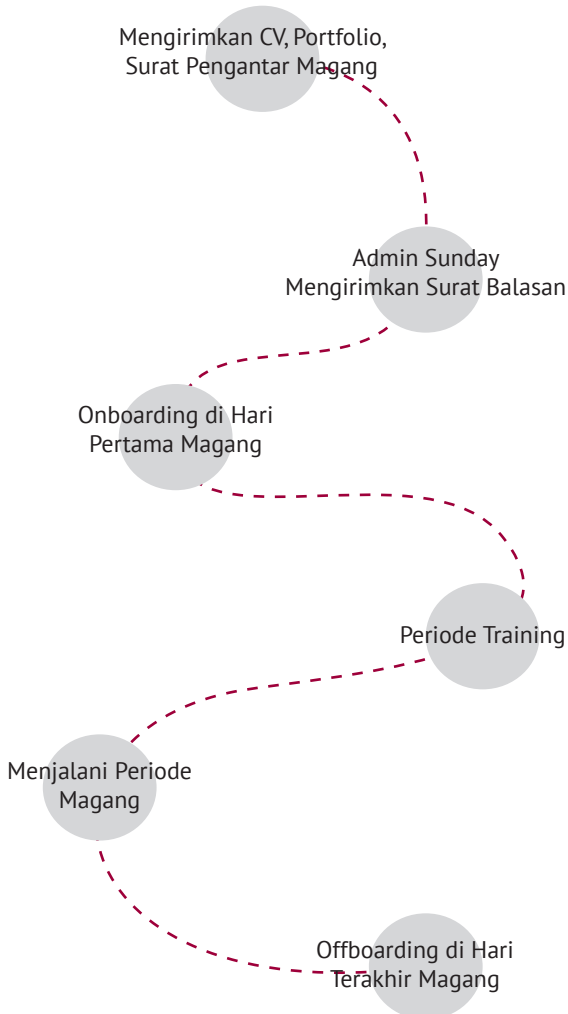 Mengirimkan CV, Portfolio,
Surat Pengantar Magang
Admin Sunday
Mengirimkan Surat Balasan
Onboarding di Hari
Pertama Magang
Periode Training
Menjalani Periode
Magang
Offboarding di Hari
Terakhir Magang